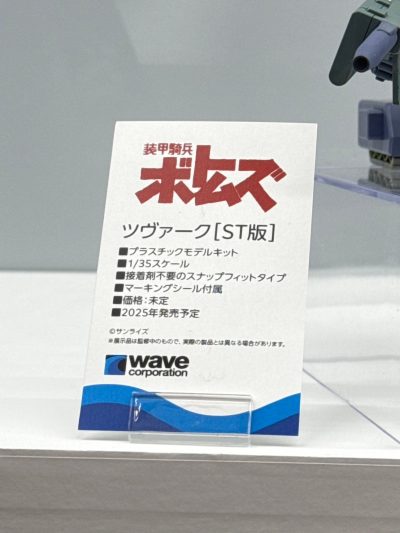 装甲騎兵
ボトムズ
ツヴァーク[ST版]
■プラスチックモデルキット
■1/35スケール
■接着剤不要のスナップフィットタイプ
■マーキングシール付属
■価格:未定
■2025年発売予定
©サンライズ
※展示品は監修中のもので、実際の製品とは異なる場合があります。
wave
corporation